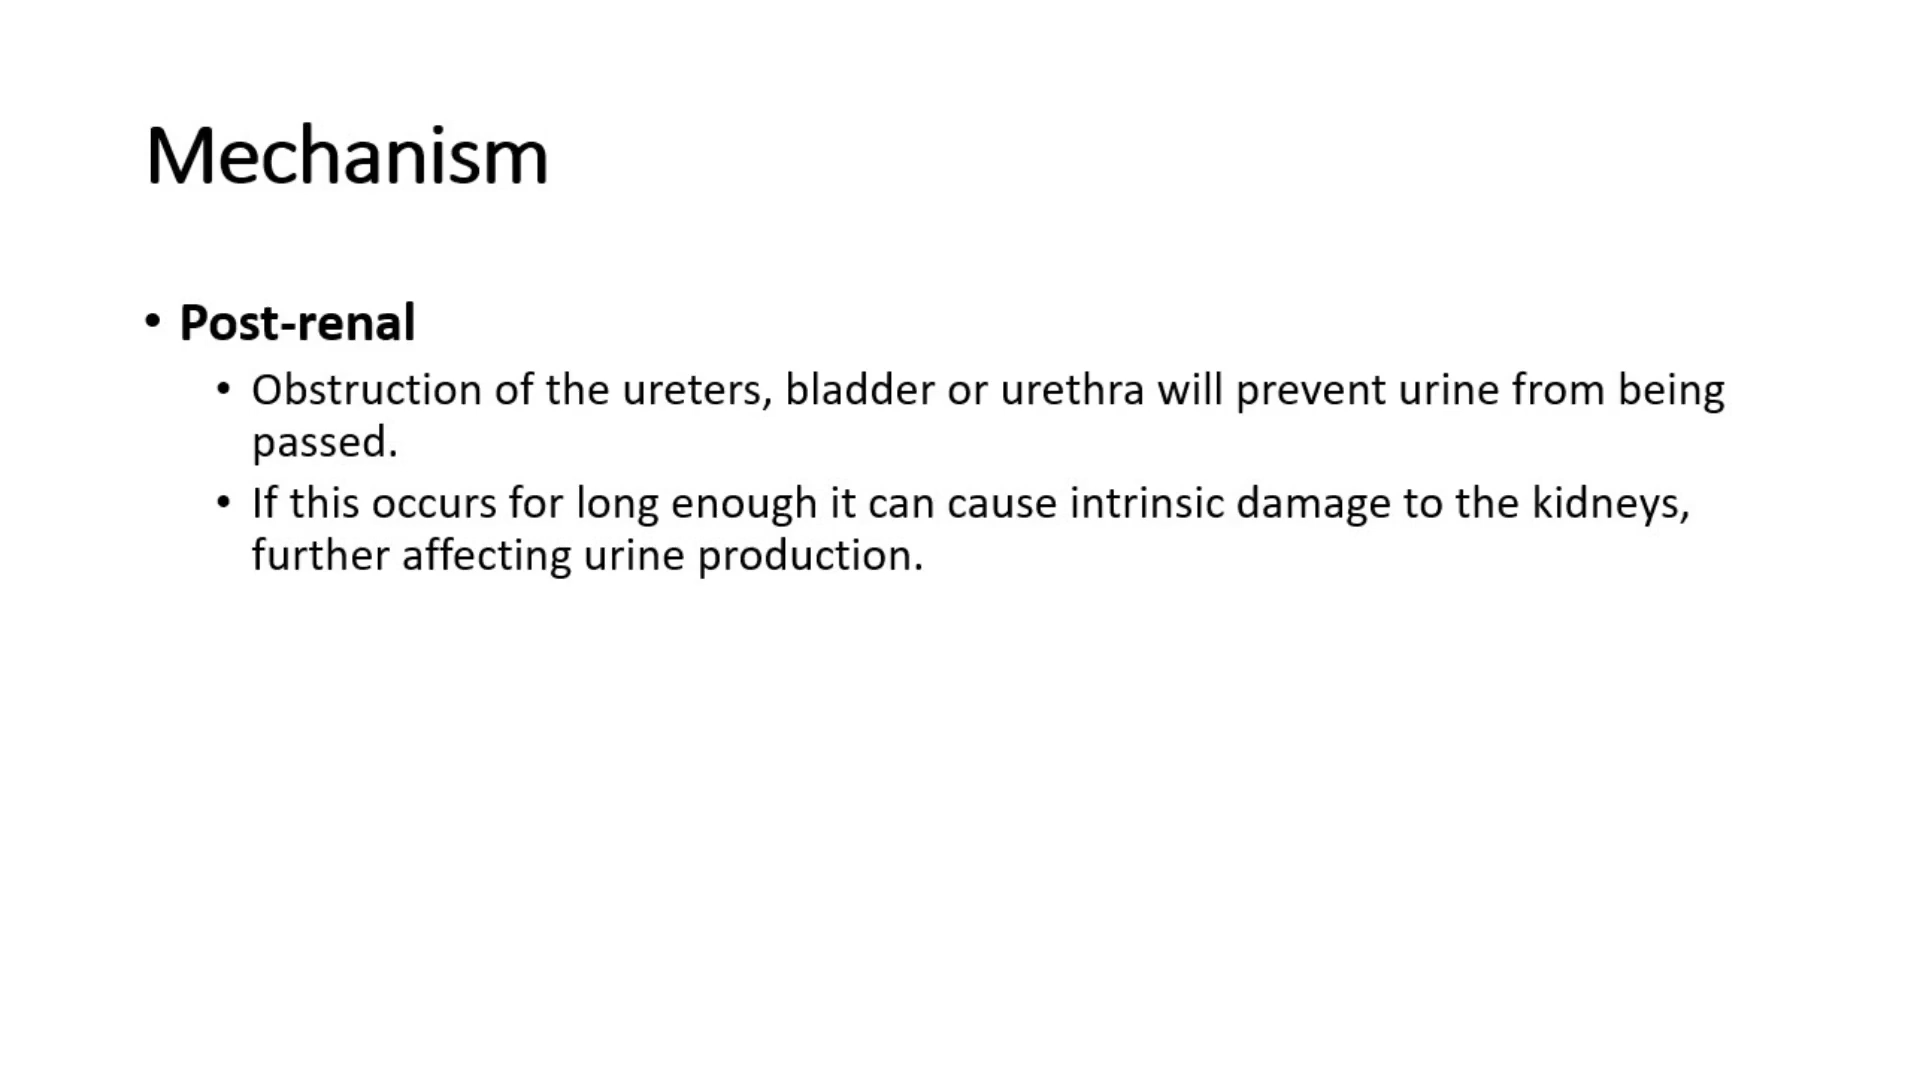 Mechanism
• Post-renal
• Obstruction of the ureters, bladder or urethra will prevent urine from being
passed.
• If this occurs for long enough it can cause intrinsic damage to the kidneys,
further affecting urine production.